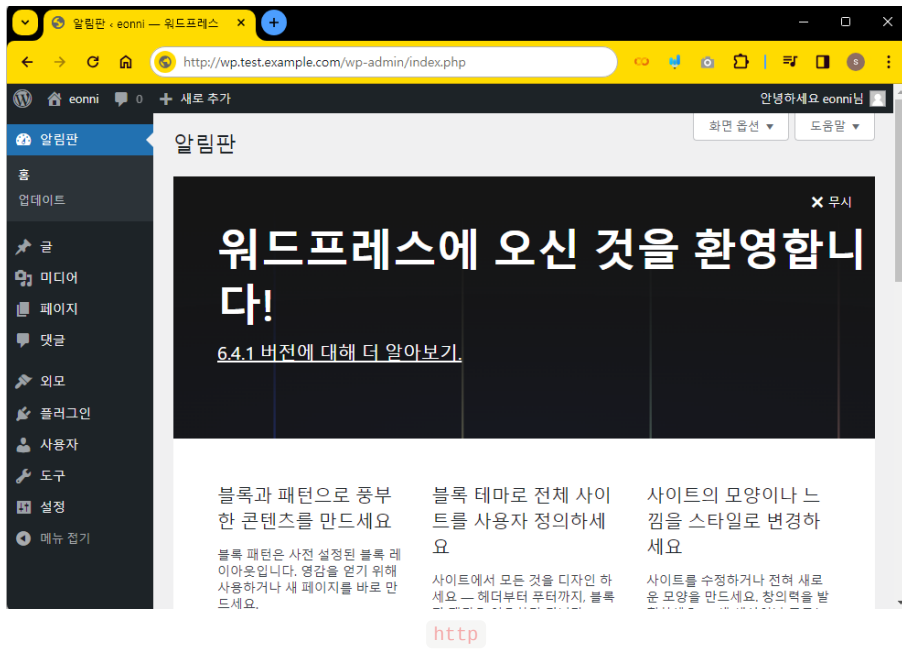 알림판 ‹ eonni — 워드프레스
http://wp.test.example.com/wp-admin/index.php
s
eonni 0 새로 추가 안녕하세요 eonni님
알림판
홈
업데이트
글
미디어
페이지
댓글
외모
플러그인
사용자
도구
설정
메뉴 접기
알림판
화면 옵션 ▼ 도움말 ▼
무시
워드프레스에 오신 것을 환영합니
다!
6.4.1 버전에 대해 더 알아보기.
블록과 패턴으로 풍부
한 콘텐츠를 만드세요
블록 패턴은 사전 설정된 블록 레
이아웃입니다. 영감을 얻기 위해
사용하거나 새 페이지를 바로 만
드세요.
블록 테마로 전체 사이
트를 사용자 정의하세
요
사이트에서 모든 것을 디자인 하
세요 — 헤더부터 푸터까지, 블록
사이트의 모양이나 느
낌을 스타일로 변경하
세요
사이트를 수정하거나 전혀 새로
운 모양을 만드세요. 창의력을 발
http